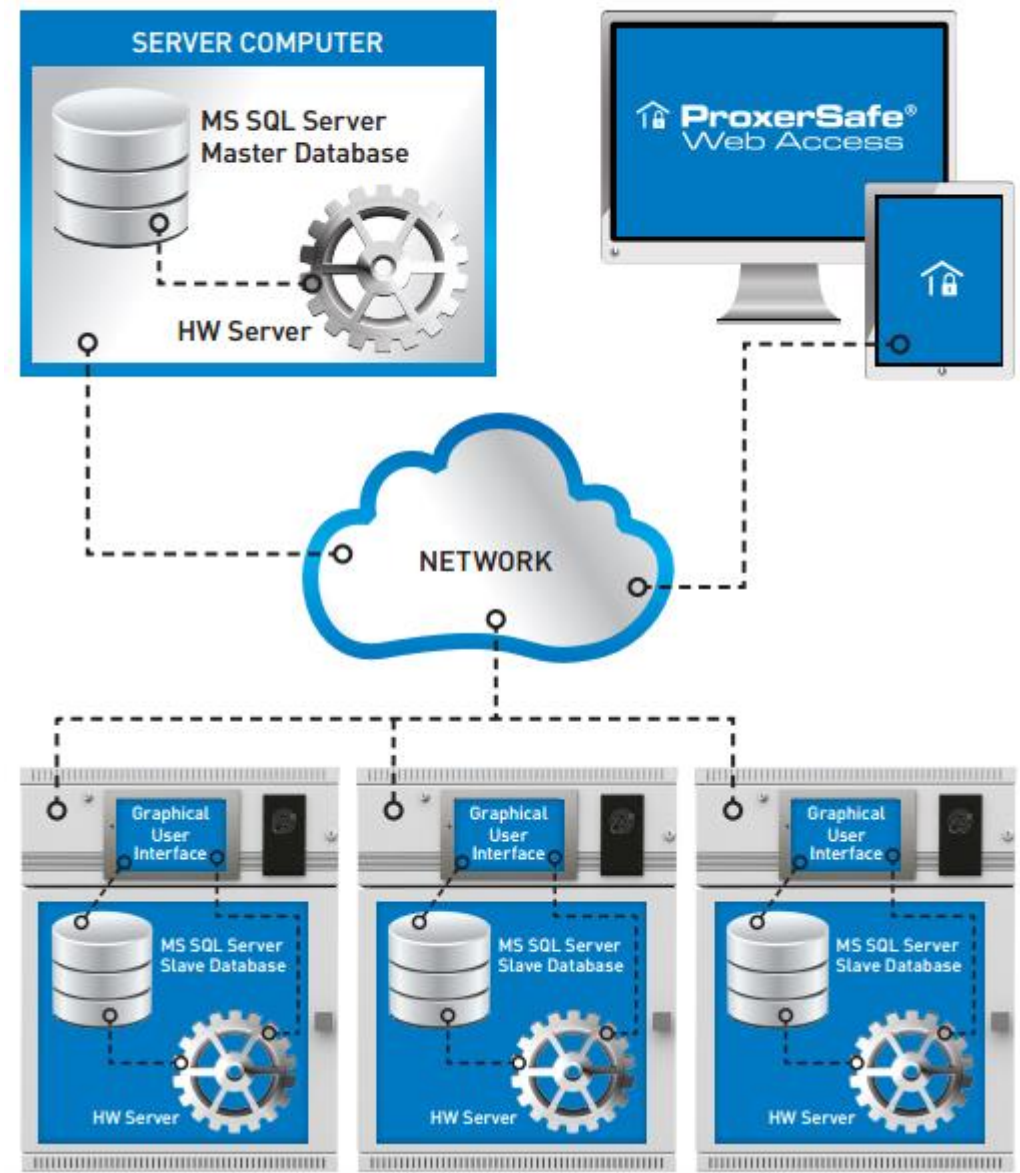 SERVER COMPUTER
MS SQL Server
Master Database
HW Server
ProxerSafe®
Web Access
NETWORK
Graphical
User
Interface
MS SQL Server
Slave Database
HW Server
Graphical
User
Interface
MS SQL Server
Slave Database
HW Server
Graphical
User
Interface
MS SQL Server
Slave Database
HW Server